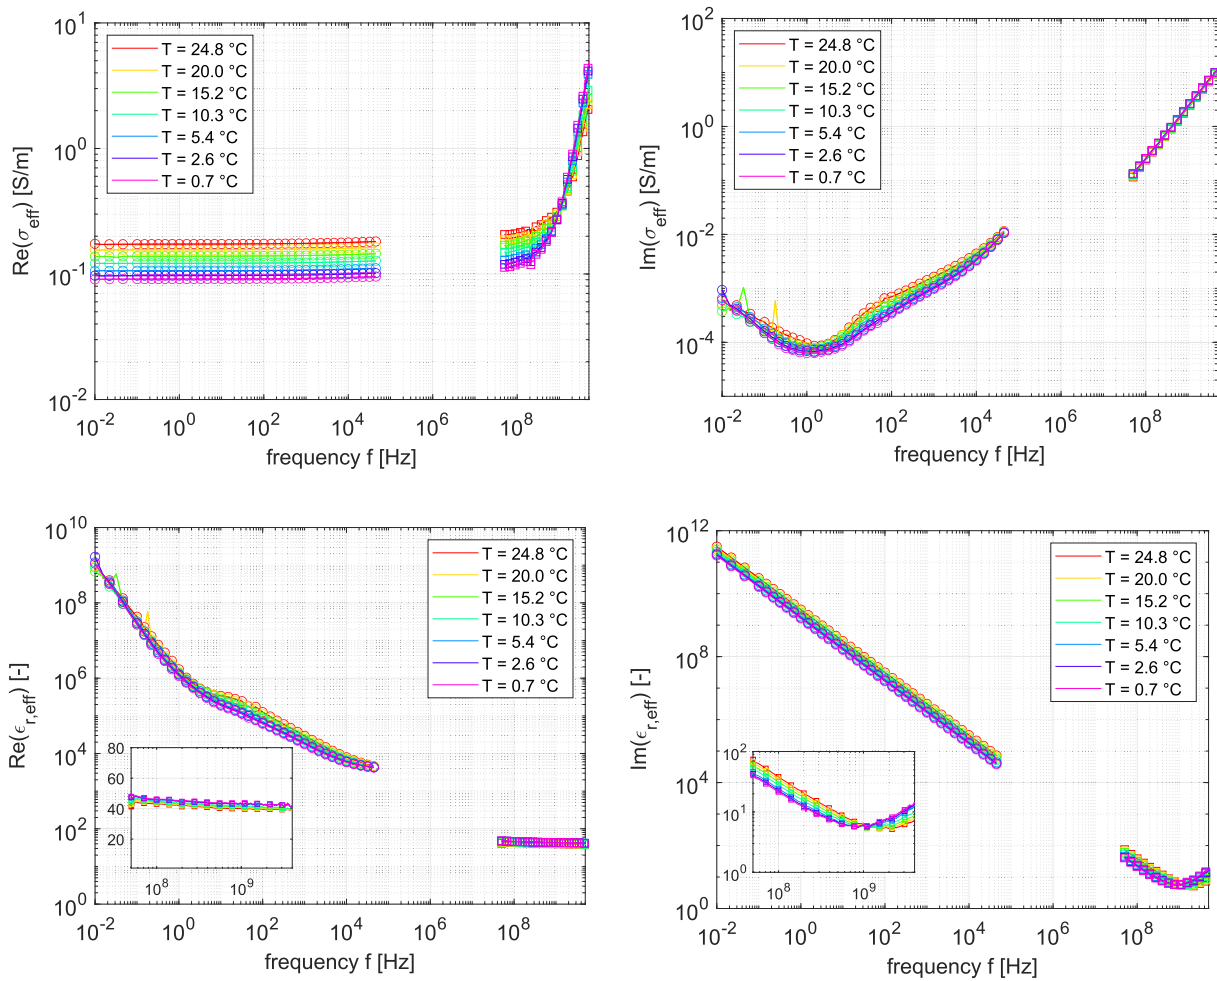 10^1
10^0
10^-1
10^-2
Re(σ_eff) [S/m]
T = 24.8 °C
T = 20.0 °C
T = 15.2 °C
T = 10.3 °C
T = 5.4 °C
T = 2.6 °C
T = 0.7 °C
10^-2 10^0 10^2 10^4 10^6 10^8
frequency f [Hz]
10^2
10^0
10^-2
10^-4
Im(σ_eff) [S/m]
T = 24.8 °C
T = 20.0 °C
T = 15.2 °C
T = 10.3 °C
T = 5.4 °C
T = 2.6 °C
T = 0.7 °C
10^-2 10^0 10^2 10^4 10^6 10^8
frequency f [Hz]
10^10
10^8
10^6
10^4
10^2
10^0
Re(ϵ_r,eff) [-]
T = 24.8 °C
T = 20.0 °C
T = 15.2 °C
T = 10.3 °C
T = 5.4 °C
T = 2.6 °C
T = 0.7 °C
80
60
40
20
10^8 10^9
10^-2 10^0 10^2 10^4 10^6 10^8
frequency f [Hz]
10^12
10^8
10^4
10^0
Im(ϵ_r,eff) [-]
T = 24.8 °C
T = 20.0 °C
T = 15.2 °C
T = 10.3 °C
T = 5.4 °C
T = 2.6 °C
T = 0.7 °C
10^2
10^1
10^0
10^8 10^9
10^-2 10^0 10^2 10^4 10^6 10^8
frequency f [Hz]